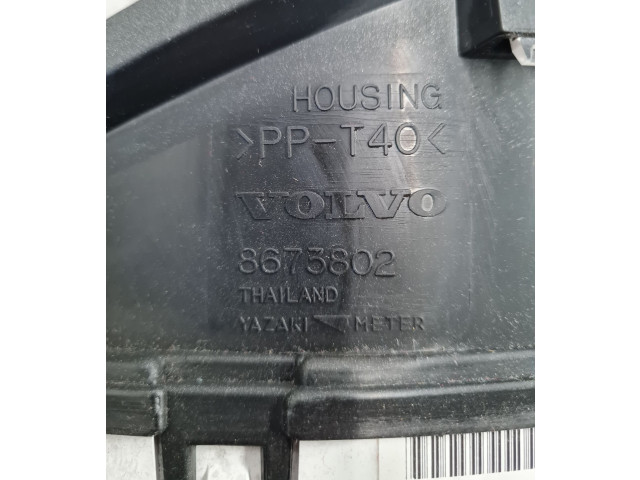 HOUSING
>PP-T40<
VOLVO
8673802
THAILAND
YAZAKI METER